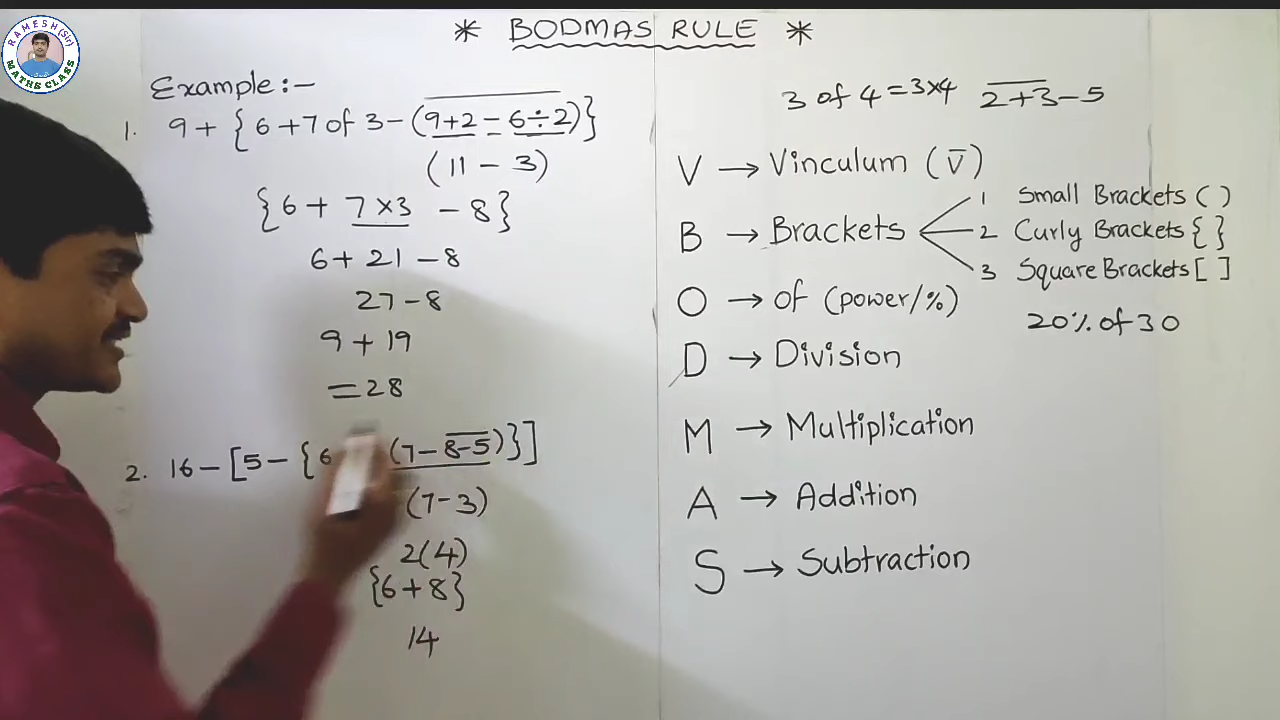 RAMESH (Sir)
MATHS CLASS
* BODMAS RULE *
Example:-
1. 9 + { 6 + 7 of 3 - (9+2 - 6÷2)}
(11 - 3)
{6 + 7 × 3 - 8}
6 + 21 - 8
27 - 8
9 + 19
= 28
2. 16 - [5 - {6 (7 - 8-5)}]
(7 - 3)
2(4)
{6 + 8}
14
3 of 4 = 3×4 2+3-5
V → Vinculum (V̅)
B → Brackets
1 Small Brackets ( )
2 Curly Brackets { }
3 Square Brackets [ ]
O → of (power/%)
20% of 30
D → Division
M → Multiplication
A → Addition
S → Subtraction